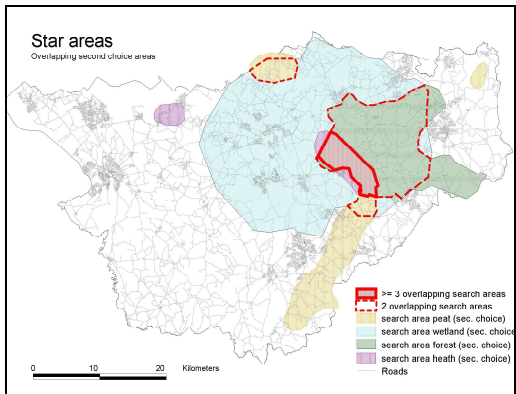 Star areas
Overlapping second choice areas
>= 3 overlapping search areas
2 overlapping search areas
search area peat (sec. choice)
search area wetland (sec. choice
search area forest (sec. choice)
search area heath (sec. choice)
Roads
0 10 20 Kilometers